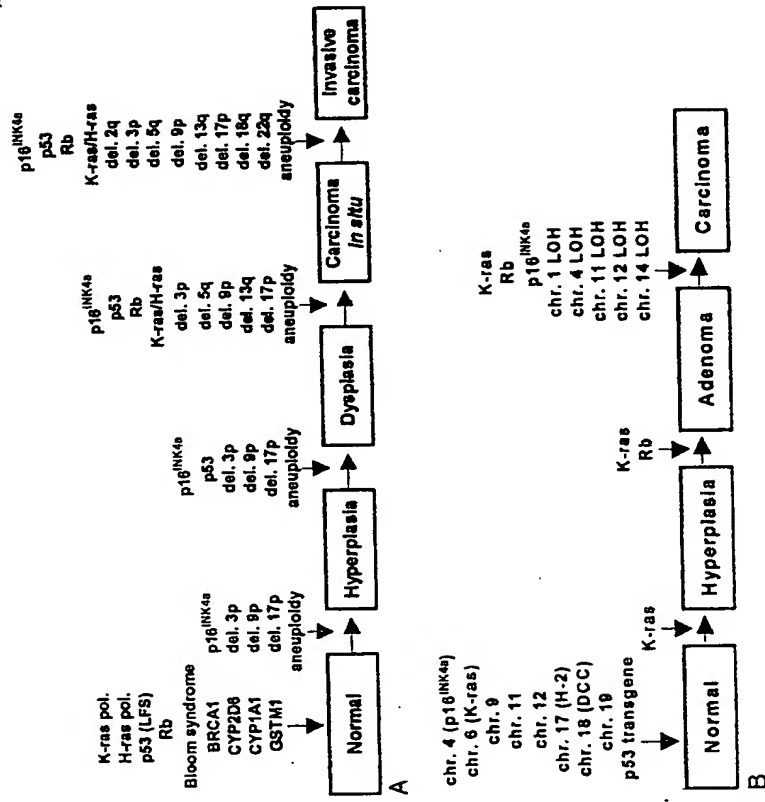 K-ras pol.
H-ras pol.
p53 (LFS)
Rb
Bloom syndrome
BRCA1
CYP2D6
CYP1A1
GSTM1
Normal
p16INK4a
del. 3p
del. 9p
del. 17p
aneuploidy
Hyperplasia
p16INK4a
p53
del. 3p
del. 9p
del. 17p
aneuploidy
Dysplasia
p16INK4a
p53
Rb
K-ras/H-ras
del. 3p
del. 5q
del. 9p
del. 13q
del. 17p
aneuploidy
Carcinoma
In situ
p16INK4a
p53
Rb
K-ras/H-ras
del. 2q
del. 3p
del. 5q
del. 9p
del. 13q
del. 17p
del. 18q
del. 22q
aneuploidy
Invasive
carcinoma
A
chr. 4 (p16INK4a)
chr. 6 (K-ras)
chr. 9
chr. 11
chr. 12
chr. 17 (H-2)
chr. 18 (DCC)
chr. 19
p53 transgene
Normal
K-ras
Hyperplasia
K-ras
Rb
Adenoma
K-ras
Rb
p16INK4a
chr. 1 LOH
chr. 4 LOH
chr. 11 LOH
chr. 12 LOH
chr. 14 LOH
Carcinoma
B